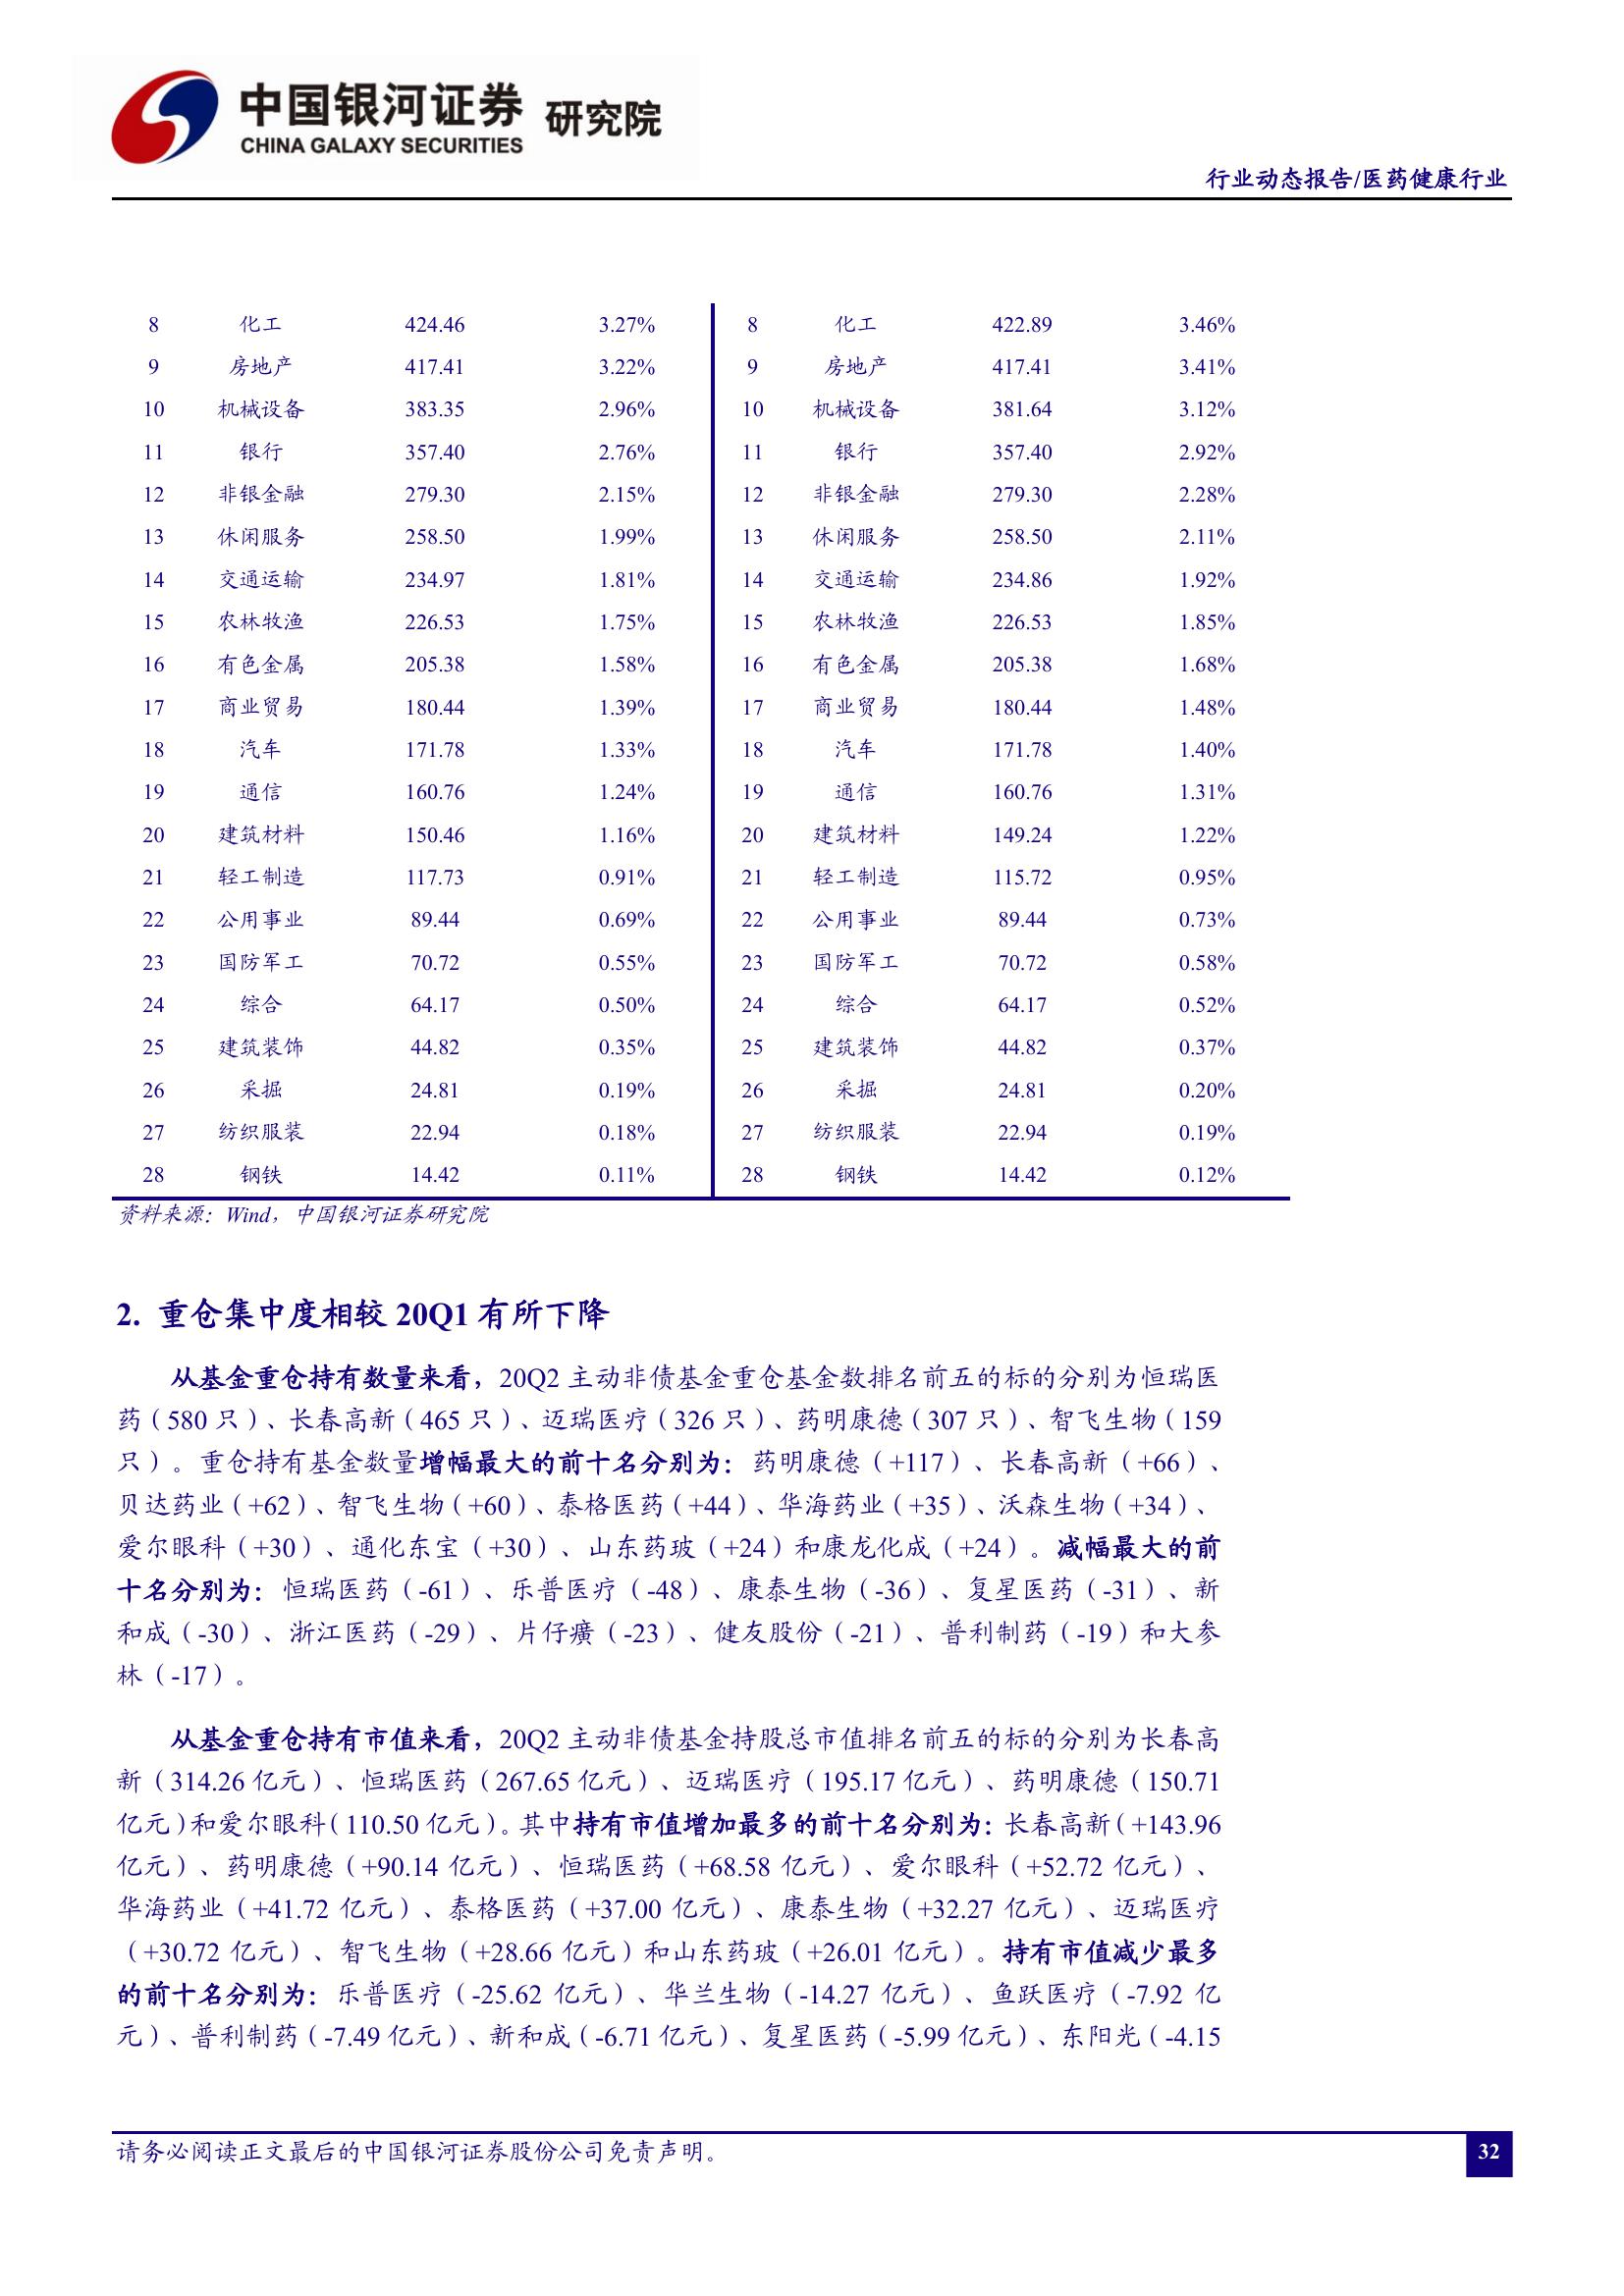 中国银河证券 研究院
CHINA GALAXY SECURITIES
行业动态报告/医药健康行业
8 化工 424.46 3.27% 8 化工 422.89 3.46%
9 房地产 417.41 3.22% 9 房地产 417.41 3.41%
10 机械设备 383.35 2.96% 10 机械设备 381.64 3.12%
11 银行 357.40 2.76% 11 银行 357.40 2.92%
12 非银金融 279.30 2.15% 12 非银金融 279.30 2.28%
13 休闲服务 258.50 1.99% 13 休闲服务 258.50 2.11%
14 交通运输 234.97 1.81% 14 交通运输 234.86 1.92%
15 农林牧渔 226.53 1.75% 15 农林牧渔 226.53 1.85%
16 有色金属 205.38 1.58% 16 有色金属 205.38 1.68%
17 商业贸易 180.44 1.39% 17 商业贸易 180.44 1.48%
18 汽车 171.78 1.33% 18 汽车 171.78 1.40%
19 通信 160.76 1.24% 19 通信 160.76 1.31%
20 建筑材料 150.46 1.16% 20 建筑材料 149.24 1.22%
21 轻工制造 117.73 0.91% 21 轻工制造 115.72 0.95%
22 公用事业 89.44 0.69% 22 公用事业 89.44 0.73%
23 国防军工 70.72 0.55% 23 国防军工 70.72 0.58%
24 综合 64.17 0.50% 24 综合 64.17 0.52%
25 建筑装饰 44.82 0.35% 25 建筑装饰 44.82 0.37%
26 采掘 24.81 0.19% 26 采掘 24.81 0.20%
27 纺织服装 22.94 0.18% 27 纺织服装 22.94 0.19%
28 钢铁 14.42 0.11% 28 钢铁 14.42 0.12%
资料来源：Wind，中国银河证券研究院
2. 重仓集中度相较 20Q1 有所下降
从基金重仓持有数量来看，20Q2 主动非债基金重仓基金数排名前五的标的分别为恒瑞医
药（580 只）、长春高新（465 只）、迈瑞医疗（326 只）、药明康德（307 只）、智飞生物（159
只）。重仓持有基金数量增幅最大的前十名分别为：药明康德（+117）、长春高新（+66）、
贝达药业（+62）、智飞生物（+60）、泰格医药（+44）、华海药业（+35）、沃森生物（+34）、
爱尔眼科（+30）、通化东宝（+30）、山东药玻（+24）和康龙化成（+24）。减幅最大的前
十名分别为：恒瑞医药（-61）、乐普医疗（-48）、康泰生物（-36）、复星医药（-31）、新
和成（-30）、浙江医药（-29）、片仔癀（-23）、健友股份（-21）、普利制药（-19）和大参
林（-17）。
从基金重仓持有市值来看，20Q2 主动非债基金持股总市值排名前五的标的分别为长春高
新（314.26 亿元）、恒瑞医药（267.65 亿元）、迈瑞医疗（195.17 亿元）、药明康德（150.71
亿元）和爱尔眼科（110.50 亿元）。其中持有市值增加最多的前十名分别为：长春高新（+143.96
亿元）、药明康德（+90.14 亿元）、恒瑞医药（+68.58 亿元）、爱尔眼科（+52.72 亿元）、
华海药业（+41.72 亿元）、泰格医药（+37.00 亿元）、康泰生物（+32.27 亿元）、迈瑞医疗
（+30.72 亿元）、智飞生物（+28.66 亿元）和山东药玻（+26.01 亿元）。持有市值减少最多
的前十名分别为：乐普医疗（-25.62 亿元）、华兰生物（-14.27 亿元）、鱼跃医疗（-7.92 亿
元）、普利制药（-7.49 亿元）、新和成（-6.71 亿元）、复星医药（-5.99 亿元）、东阳光（-4.15
请务必阅读正文最后的中国银河证券股份公司免责声明。
32